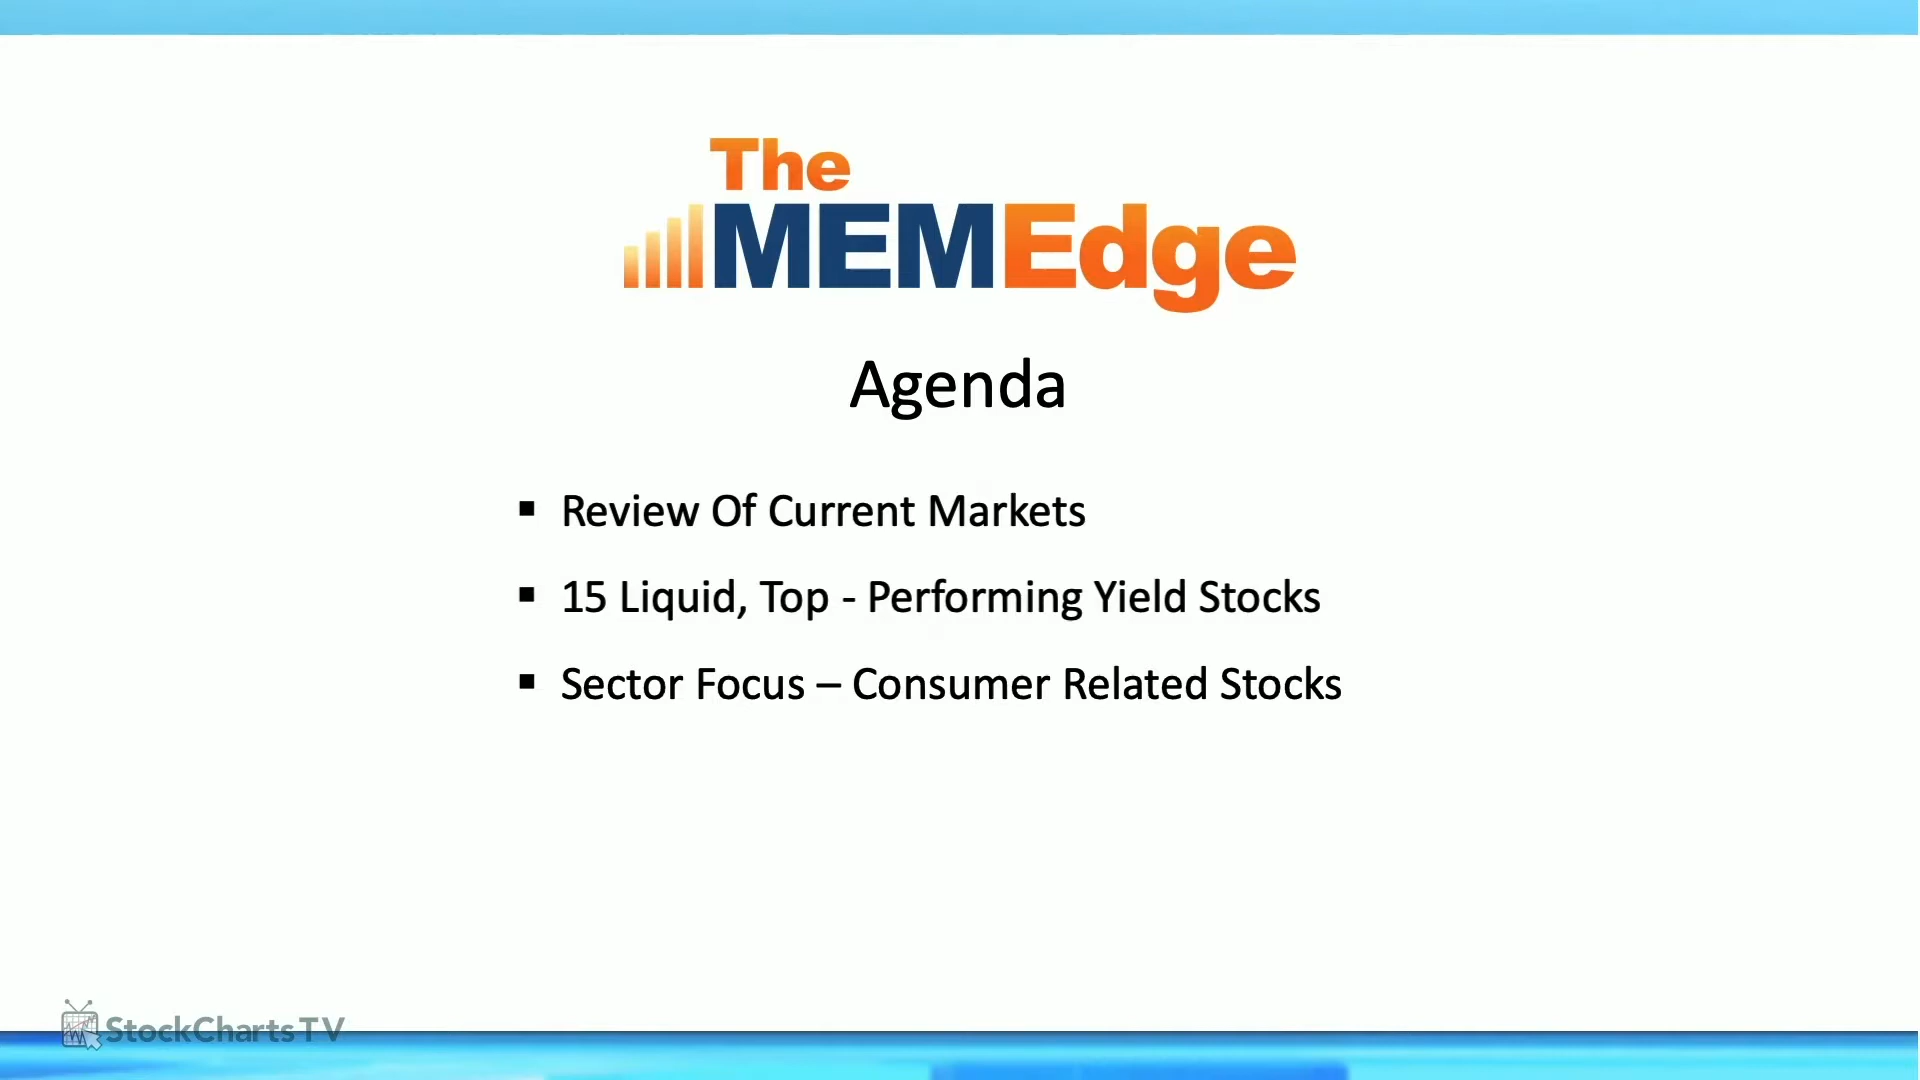 The
MEMEdge
Agenda
▪ Review Of Current Markets
▪ 15 Liquid, Top - Performing Yield Stocks
▪ Sector Focus – Consumer Related Stocks
StockChartsTV